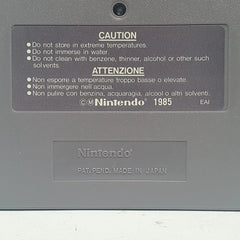 CAUTION
●Do not store in extreme temperatures.
●Do not immerse in water.
●Do not clean with benzene, thinner, alcohol or other such
solvents.
ATTENZIONE
●Non esporre a temperature troppo basse o elevate.
●Non immergere nell'acqua.
●Non pulire con benzina, acquaragia, alcool o altri solventi.
©Ⓜ Nintendo® 1985 EAI
Nintendo
PAT. PEND. MADE IN JAPAN